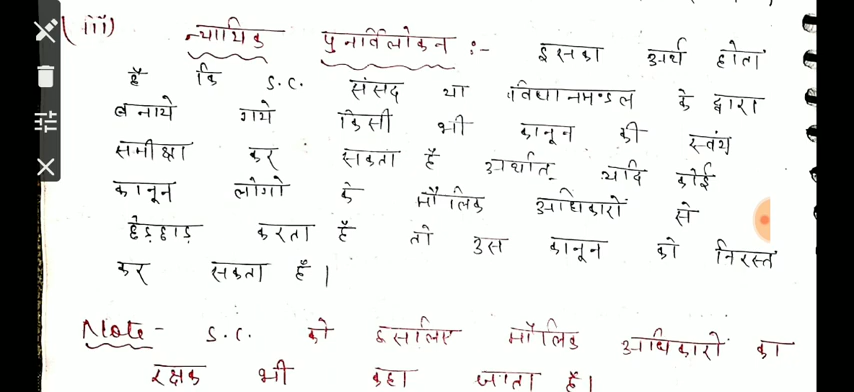 (iii) न्यायिक पुनर्विलोकन :- इसका अर्थ होता
है कि S.C. संसद या विधानमण्डल के द्वारा
बनाये गये किसी भी कानून की स्वंय
समीक्षा कर सकता है अर्थात् यदि कोई
कानून लोगो के मौलिक अधिकारों से
छेड़छाड़ करता है तो उस कानून को निरस्त
कर सकता है।
Note - S.C. को इसलिए मौलिक अधिकारों का
रक्षक भी कहा जाता है।